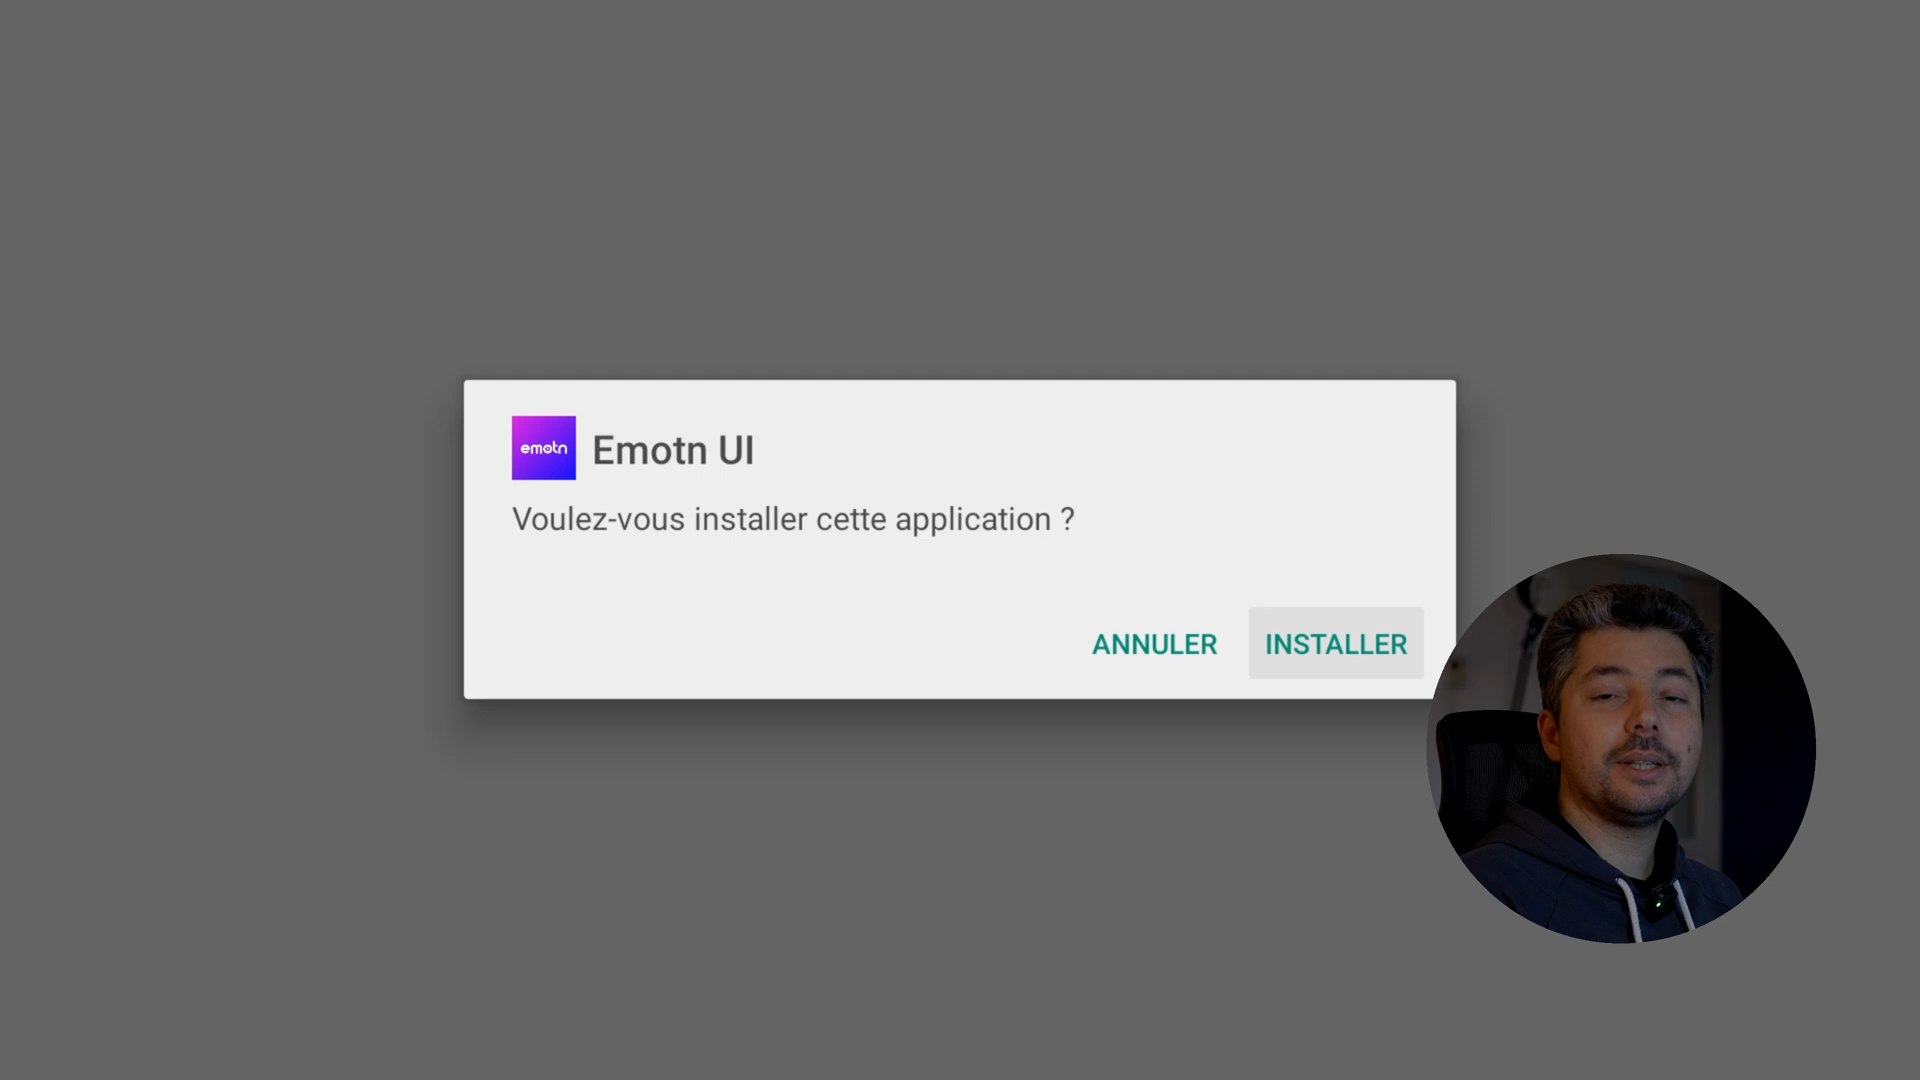 emotn
Emotn UI
Voulez-vous installer cette application ?
ANNULER
INSTALLER